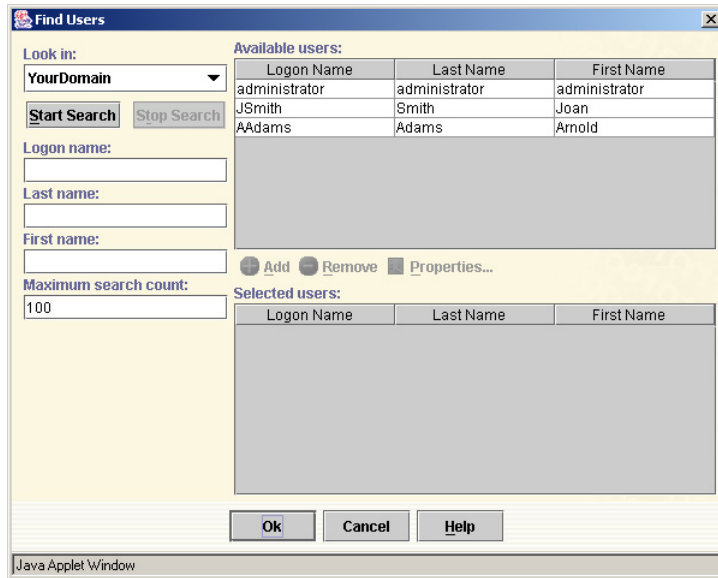 Find Users
Look in:
YourDomain
Start Search Stop Search
Logon name:
Last name:
First name:
Maximum search count:
100
Available users:
Logon Name Last Name First Name
administrator administrator administrator
JSmith Smith Joan
AAdams Adams Arnold
Add Remove Properties...
Selected users:
Logon Name Last Name First Name
Ok Cancel Help
Java Applet Window